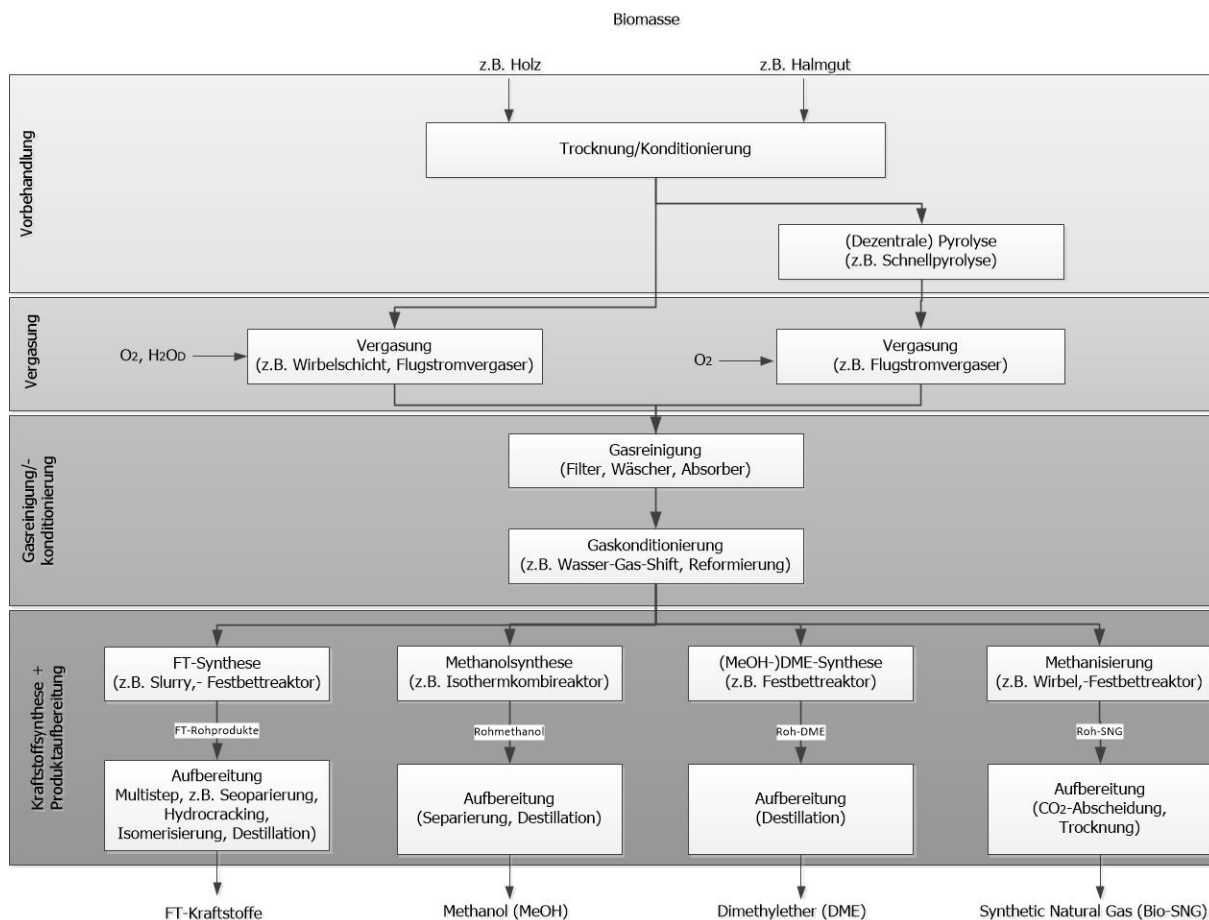 Biomasse
z.B. Holz
z.B. Halmgut
Vorbehandlung
Trocknung/Konditionierung
(Dezentrale) Pyrolyse
(z.B. Schnellpyrolyse)
Vergasung
O2, H2OD
Vergasung
(z.B. Wirbelschicht, Flugstromvergaser)
O2
Vergasung
(z.B. Flugstromvergaser)
Gasreinigung/-
konditionierung
Gasreinigung
(Filter, Wäscher, Absorber)
Gaskonditionierung
(z.B. Wasser-Gas-Shift, Reformierung)
Kraftstoffsynthese +
Produktaufbereitung
FT-Synthese
(z.B. Slurry,- Festbettreaktor)
Methanolsynthese
(z.B. Isothermkombireaktor)
(MeOH-)DME-Synthese
(z.B. Festbettreaktor)
Methanisierung
(z.B. Wirbel,-Festbettreaktor)
FT-Rohprodukte
Rohmethanol
Roh-DME
Roh-SNG
Aufbereitung
Multistep, z.B. Seoparierung,
Hydrocracking,
Isomerisierung, Destillation)
Aufbereitung
(Separierung, Destillation)
Aufbereitung
(Destillation)
Aufbereitung
(CO2-Abscheidung,
Trocknung)
FT-Kraftstoffe
Methanol (MeOH)
Dimethylether (DME)
Synthetic Natural Gas (Bio-SNG)